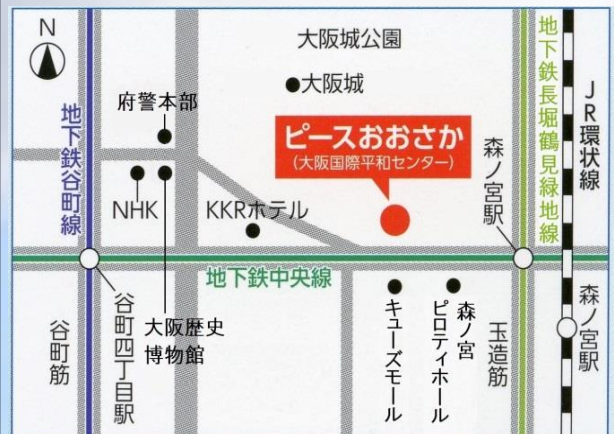 N
大阪城公園
大阪城
府警本部
ピースおおさか
(大阪国際平和センター)
地下鉄谷町線
NHK
KKRホテル
森ノ宮駅
地下鉄長堀鶴見緑地線
JR環状線
地下鉄中央線
谷町筋
谷町四丁目駅
大阪歴史
博物館
キューズモール
森ノ宮
ピロティホール
玉造筋
森ノ宮駅